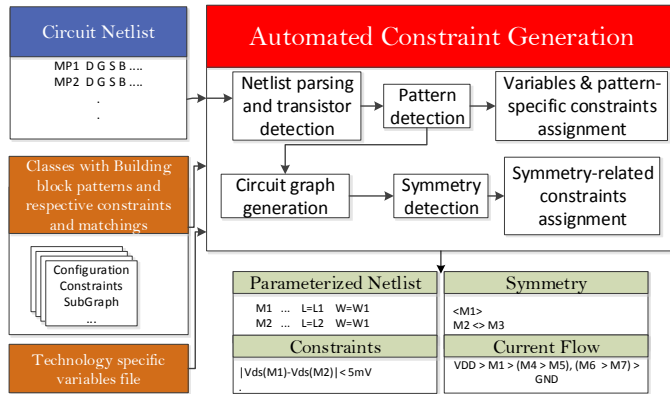 Circuit Netlist
MP1 D G S B ....
MP2 D G S B ....
.
.
Classes with Building
block patterns and
respective constraints
and matchings
Configuration
Constraints
SubGraph
...
Technology specific
variables file
Automated Constraint Generation
Netlist parsing
and transistor
detection
Pattern
detection
Variables & pattern-
specific constraints
assignment
Circuit graph
generation
Symmetry
detection
Symmetry-related
constraints
assignment
Parameterized Netlist
M1 ... L=L1 W=W1
M2 ... L=L2 W=W1
Constraints
|Vds(M1)-Vds(M2)|< 5mV
.
Symmetry
<M1>
M2 <> M3
Current Flow
VDD > M1 > (M4 > M5), (M6 > M7) >
GND